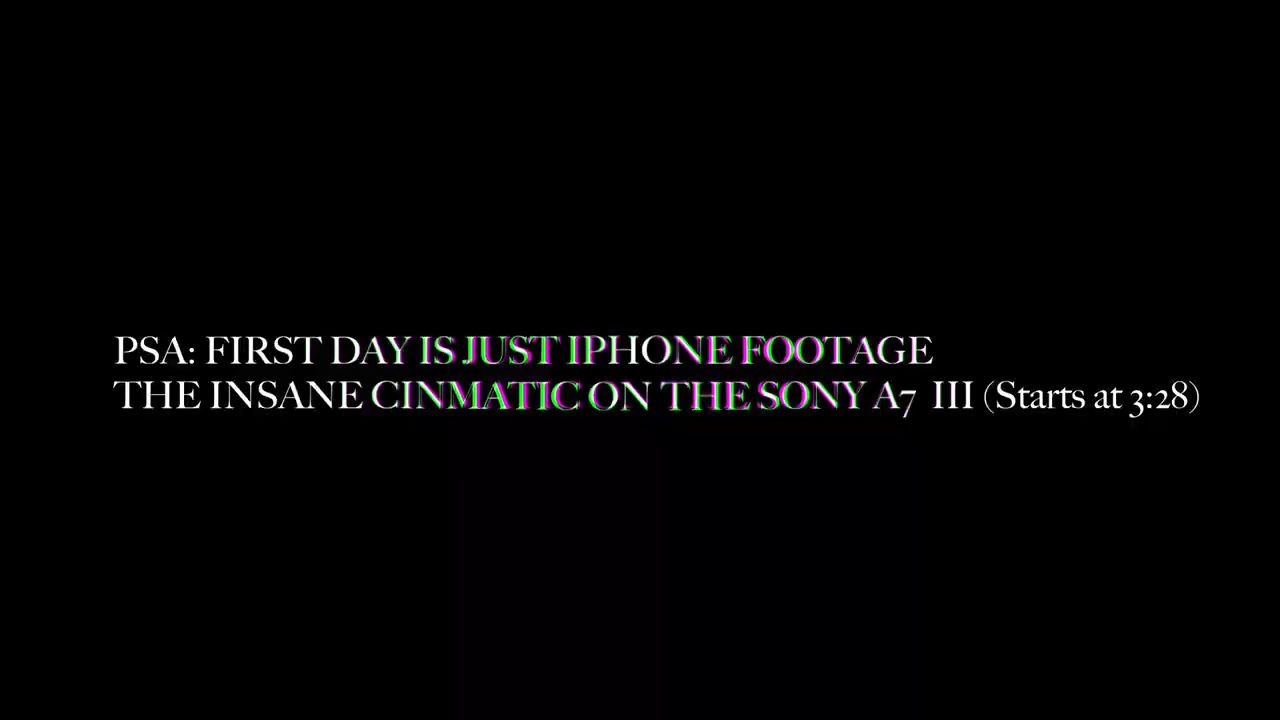 PSA: FIRST DAY IS JUST IPHONE FOOTAGE
THE INSANE CINMATIC ON THE SONY A7 III (Starts at 3:28)